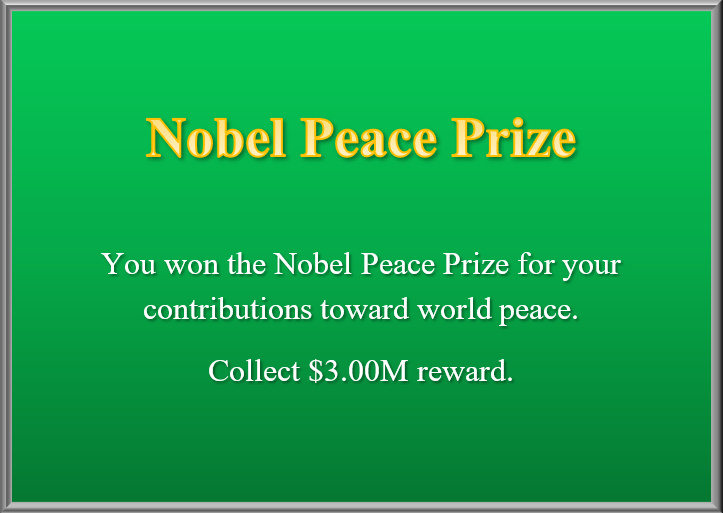 Nobel Peace Prize
You won the Nobel Peace Prize for your
contributions toward world peace.
Collect $3.00M reward.